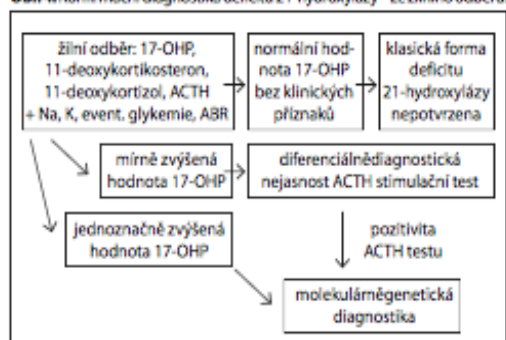 žilní odběr: 17-OHP,
11-deoxykortikosteron,
11-deoxykortizol, ACTH
+ Na, K, event. glykemie, ABR
normální hod-
nota 17-OHP
bez klinických
příznaků
klasická forma
deficitu
21-hydroxylázy
nepotvrzena
mírně zvýšená
hodnota 17-OHP
diferenciálnědiagnostická
nejasnost ACTH stimulační test
jednoznačně zvýšená
hodnota 17-OHP
pozitivita
ACTH testu
molekulárněgenetická
diagnostika